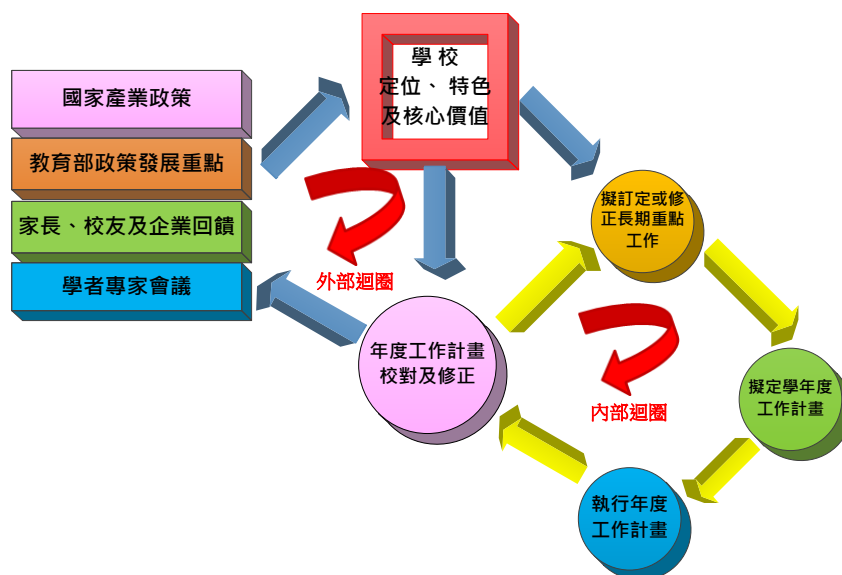 學 校
定位、 特色
及核心價值
國家產業政策
教育部政策發展重點
家長、校友及企業回饋
學者專家會議
外部迴圈
擬訂定或修
正長期重點
工作
年度工作計畫
校對及修正
內部迴圈
擬定學年度
工作計畫
執行年度
工作計畫